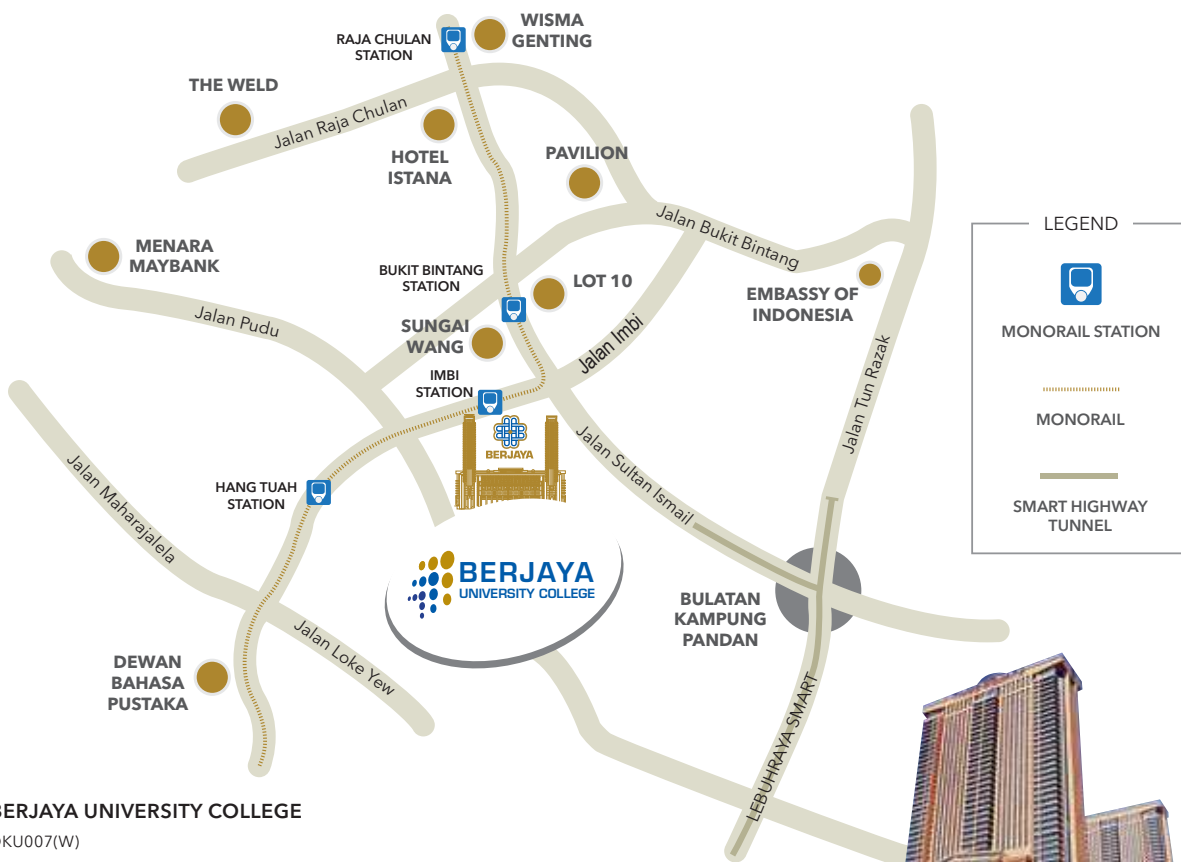 RAJA CHULAN
STATION
WISMA
GENTING
THE WELD
Jalan Raja Chulan
HOTEL
ISTANA
PAVILION
Jalan Bukit Bintang
MENARA
MAYBANK
BUKIT BINTANG
STATION
LOT 10
EMBASSY OF
INDONESIA
Jalan Pudu
SUNGAI
WANG
Jalan Imbi
IMBI
STATION
Jalan Tun Razak
BERJAYA
Jalan Sultan Ismail
HANG TUAH
STATION
Jalan Maharajalela
BERJAYA
UNIVERSITY COLLEGE
BULATAN
KAMPUNG
PANDAN
Jalan Loke Yew
DEWAN
BAHASA
PUSTAKA
LEBUHRAYA SMART
LEGEND
MONORAIL STATION
MONORAIL
SMART HIGHWAY
TUNNEL
BERJAYA UNIVERSITY COLLEGE
KU007(W)